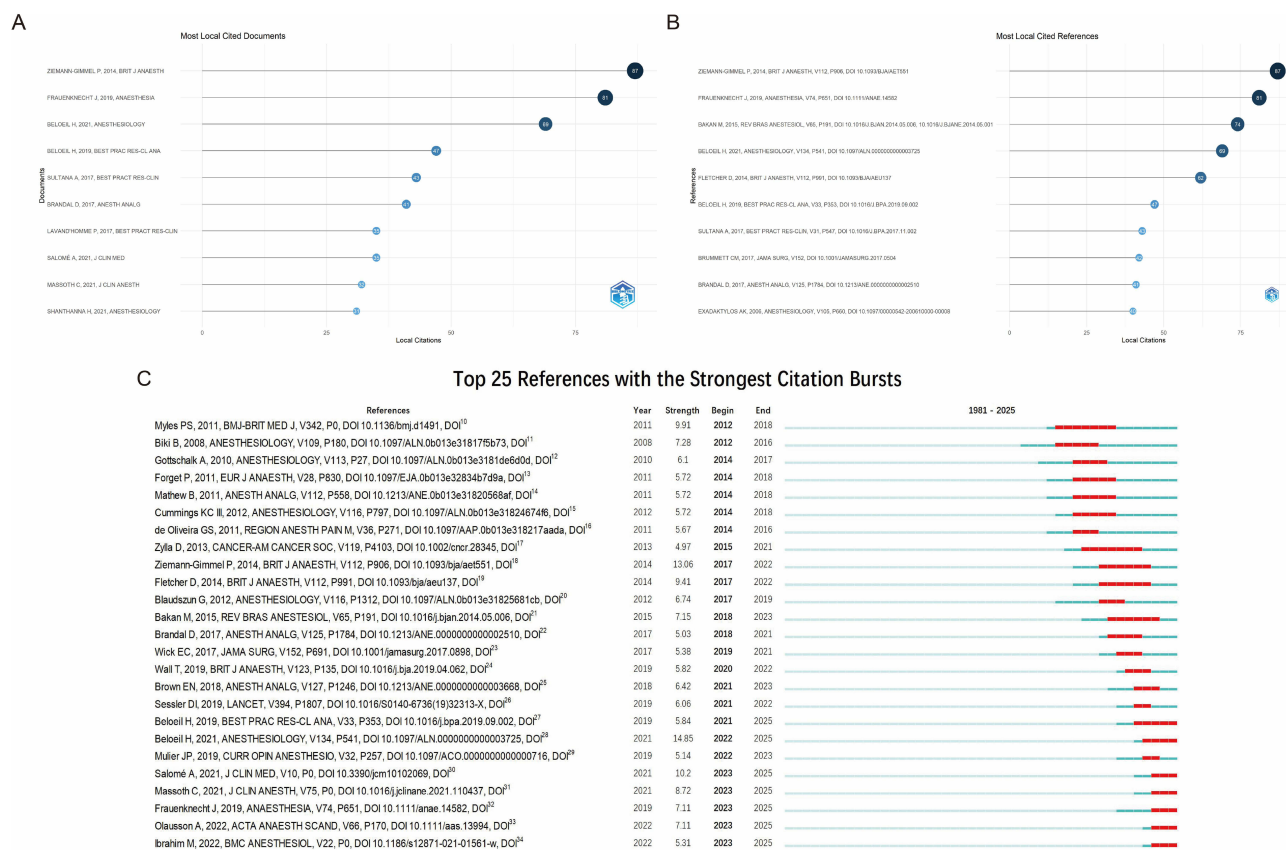 A
Most Local Cited Documents
Documents
ZIEMANN-GIMMEL P, 2014, BRIT J ANAESTH 87
FRAUENKNECHT J, 2019, ANAESTHESIA 81
BELOEIL H, 2021, ANESTHESIOLOGY 69
BELOEIL H, 2019, BEST PRAC RES-CL ANA 47
SULTANA A, 2017, BEST PRACT RES-CLIN 43
BRANDAL D, 2017, ANESTH ANALG 41
LAVAND'HOMME P, 2017, BEST PRACT RES-CLIN 35
SALOMÉ A, 2021, J CLIN MED 35
MASSOTH C, 2021, J CLIN ANESTH 32
SHANTHANNA H, 2021, ANESTHESIOLOGY 31
0 25 50 75
Local Citations
B
Most Local Cited References
References
ZIEMANN-GIMMEL P, 2014, BRIT J ANAESTH, V112, P906, DOI 10.1093/BJA/AET551 87
FRAUENKNECHT J, 2019, ANAESTHESIA, V74, P651, DOI 10.1111/ANAE.14582 81
BAKAN M, 2015, REV BRAS ANESTESIOL, V65, P191, DOI 10.1016/J.BJAN.2014.05.006, 10.1016/J.BJANE.2014.05.001 74
BELOEIL H, 2021, ANESTHESIOLOGY, V134, P541, DOI 10.1097/ALN.0000000000003725 69
FLETCHER D, 2014, BRIT J ANAESTH, V112, P991, DOI 10.1093/BJA/AEU137 62
BELOEIL H, 2019, BEST PRAC RES-CL ANA, V33, P353, DOI 10.1016/J.BPA.2019.09.002 47
SULTANA A, 2017, BEST PRACT RES-CLIN, V31, P547, DOI 10.1016/J.BPA.2017.11.002 43
BRUMMETT CM, 2017, JAMA SURG, V152, DOI 10.1001/JAMASURG.2017.0504 42
BRANDAL D, 2017, ANESTH ANALG, V125, P1784, DOI 10.1213/ANE.0000000000002510 41
EXADAKTYLOS AK, 2006, ANESTHESIOLOGY, V105, P660, DOI 10.1097/00000542-200610000-00008 40
0 25 50 75
Local Citations
C
Top 25 References with the Strongest Citation Bursts
References Year Strength Begin End 1981 - 2025
Myles PS, 2011, BMJ-BRIT MED J, V342, P0, DOI 10.1136/bmj.d1491, DOI10 2011 9.91 2012 2018
Biki B, 2008, ANESTHESIOLOGY, V109, P180, DOI 10.1097/ALN.0b013e31817f5b73, DOI11 2008 7.28 2012 2016
Gottschalk A, 2010, ANESTHESIOLOGY, V113, P27, DOI 10.1097/ALN.0b013e3181de6d0d, DOI12 2010 6.1 2014 2017
Forget P, 2011, EUR J ANAESTH, V28, P830, DOI 10.1097/EJA.0b013e32834b7d9a, DOI13 2011 5.72 2014 2018
Mathew B, 2011, ANESTH ANALG, V112, P558, DOI 10.1213/ANE.0b013e31820568af, DOI14 2011 5.72 2014 2018
Cummings KC III, 2012, ANESTHESIOLOGY, V116, P797, DOI 10.1097/ALN.0b013e31824674f6, DOI15 2012 5.72 2014 2018
de Oliveira GS, 2011, REGION ANESTH PAIN M, V36, P271, DOI 10.1097/AAP.0b013e318217aada, DOI16 2011 5.67 2014 2016
Zylla D, 2013, CANCER-AM CANCER SOC, V119, P4103, DOI 10.1002/cncr.28345, DOI17 2013 4.97 2015 2021
Ziemann-Gimmel P, 2014, BRIT J ANAESTH, V112, P906, DOI 10.1093/bja/aet551, DOI18 2014 13.06 2017 2022
Fletcher D, 2014, BRIT J ANAESTH, V112, P991, DOI 10.1093/bja/aeu137, DOI19 2014 9.41 2017 2022
Blaudszun G, 2012, ANESTHESIOLOGY, V116, P1312, DOI 10.1097/ALN.0b013e31825681cb, DOI20 2012 6.74 2017 2019
Bakan M, 2015, REV BRAS ANESTESIOL, V65, P191, DOI 10.1016/j.bjan.2014.05.006, DOI21 2015 7.15 2018 2023
Brandal D, 2017, ANESTH ANALG, V125, P1784, DOI 10.1213/ANE.0000000000002510, DOI22 2017 5.03 2018 2021
Wick EC, 2017, JAMA SURG, V152, P691, DOI 10.1001/jamasurg.2017.0898, DOI23 2017 5.38 2019 2021
Wall T, 2019, BRIT J ANAESTH, V123, P135, DOI 10.1016/j.bja.2019.04.062, DOI24 2019 5.82 2020 2022
Brown EN, 2018, ANESTH ANALG, V127, P1246, DOI 10.1213/ANE.0000000000003668, DOI25 2018 6.42 2021 2023
Sessler DI, 2019, LANCET, V394, P1807, DOI 10.1016/S0140-6736(19)32313-X, DOI26 2019 6.06 2021 2022
Beloeil H, 2019, BEST PRAC RES-CL ANA, V33, P353, DOI 10.1016/j.bpa.2019.09.002, DOI27 2019 5.84 2021 2025
Beloeil H, 2021, ANESTHESIOLOGY, V134, P541, DOI 10.1097/ALN.0000000000003725, DOI28 2021 14.85 2022 2025
Mulier JP, 2019, CURR OPIN ANESTHESIO, V32, P257, DOI 10.1097/ACO.0000000000000716, DOI29 2019 5.14 2022 2023
Salomé A, 2021, J CLIN MED, V10, P0, DOI 10.3390/jcm10102069, DOI30 2021 10.2 2023 2025
Massoth C, 2021, J CLIN ANESTH, V75, P0, DOI 10.1016/j.jclinane.2021.110437, DOI31 2021 8.72 2023 2025
Frauenknecht J, 2019, ANAESTHESIA, V74, P651, DOI 10.1111/anae.14582, DOI32 2019 7.11 2023 2025
Olausson A, 2022, ACTA ANAESTH SCAND, V66, P170, DOI 10.1111/aas.13994, DOI33 2022 7.11 2023 2025
Ibrahim M, 2022, BMC ANESTHESIOL, V22, P0, DOI 10.1186/s12871-021-01561-w, DOI34 2022 5.31 2023 2025